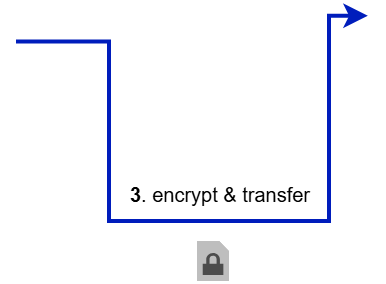 3. encrypt & transfer